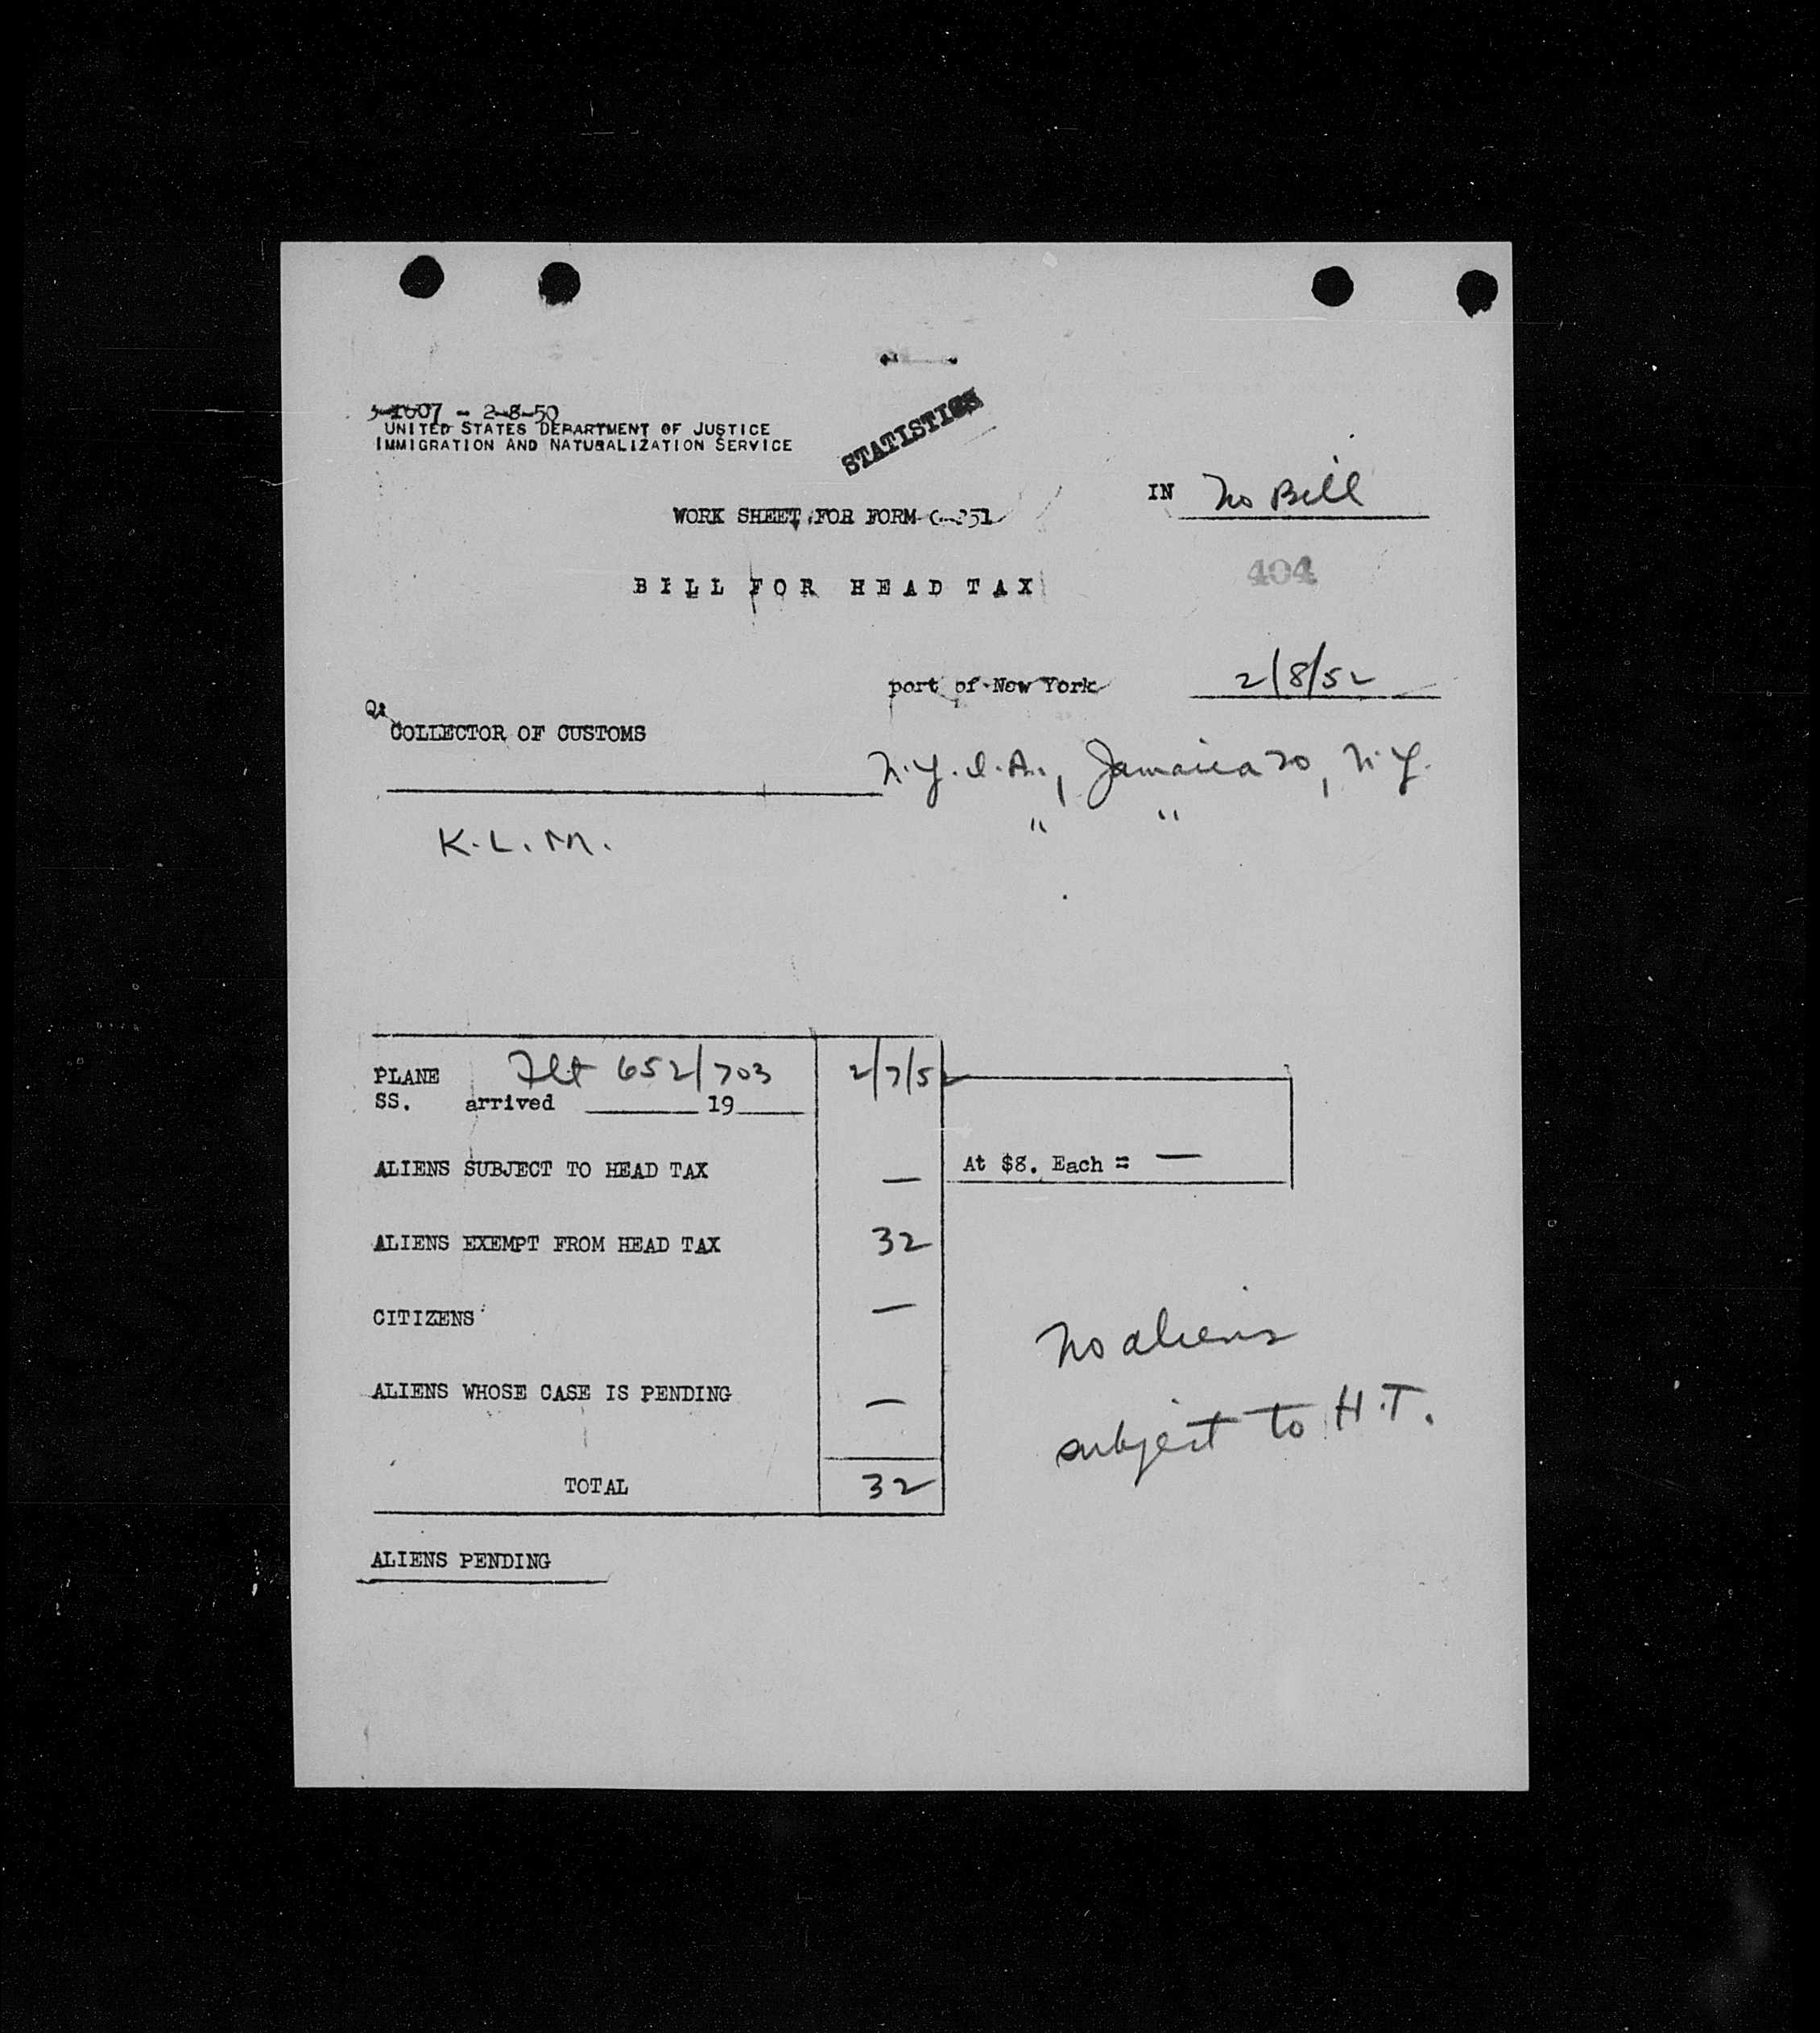 - 2-8-50
UNITED STATES DEPARTMENT OF JUSTICE
IMMIGRATION AND NATURALIZATION SERVICE
STATISTICS
IN No Bill
WORK SHEET FOR FORM
404
BILL FOR HEAD TAX
port of New York 2/8/52
COLLECTOR OF CUSTOMS
N.Y.I.A., Jamaica 20, N.Y.
K.L.M. " "
PLANE Flt 652/703 2/7/52
SS. arrived 19
ALIENS SUBJECT TO HEAD TAX — At $8. Each = —
ALIENS EXEMPT FROM HEAD TAX 32
CITIZENS —
No aliens
ALIENS WHOSE CASE IS PENDING —
subject to H.T.
TOTAL 32
ALIENS PENDING